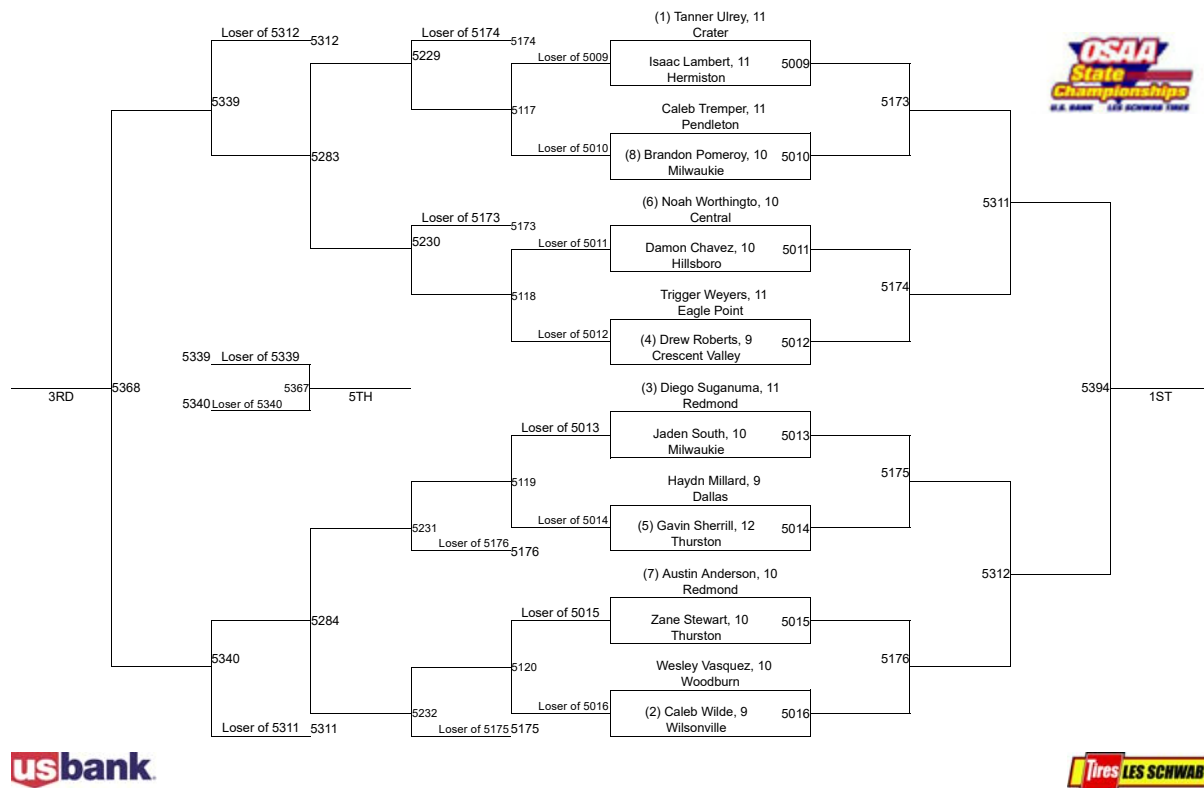 (1) Tanner Ulrey, 11
Crater
Loser of 5312
5312
Loser of 5174
5174
OSAA
State
Championships
U.S. BANK LES SCHWAB TIRES
5229
Loser of 5009
Isaac Lambert, 11
5009
Hermiston
5339
5117
Caleb Tremper, 11
5173
Pendleton
5283
Loser of 5010
(8) Brandon Pomeroy, 10
5010
Milwaukie
(6) Noah Worthingto, 10
5311
Central
Loser of 5173
5173
5230
Loser of 5011
Damon Chavez, 10
5011
Hillsboro
5118
Trigger Weyers, 11
5174
Eagle Point
Loser of 5012
(4) Drew Roberts, 9
5012
Crescent Valley
5339
Loser of 5339
(3) Diego Suganuma, 11
Redmond
3RD
5368
5367
5TH
5394
1ST
5340
Loser of 5340
Loser of 5013
Jaden South, 10
5013
Milwaukie
5119
Haydn Millard, 9
5175
Dallas
5231
Loser of 5014
(5) Gavin Sherrill, 12
5014
Thurston
Loser of 5176
5176
(7) Austin Anderson, 10
5312
Redmond
5284
Loser of 5015
Zane Stewart, 10
5015
Thurston
5340
5120
Wesley Vasquez, 10
5176
Woodburn
5232
Loser of 5016
(2) Caleb Wilde, 9
5016
Wilsonville
Loser of 5311
5311
Loser of 5175
5175
usbank
Tires LES SCHWAB